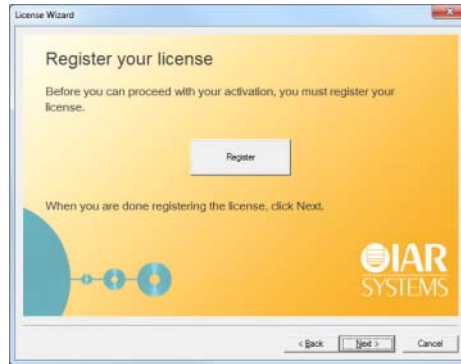 License Wizard
Register your license
Before you can proceed with your activation, you must register your
license.
Register
When you are done registering the license, click Next.
IAR
SYSTEMS
< Back
Next >
Cancel